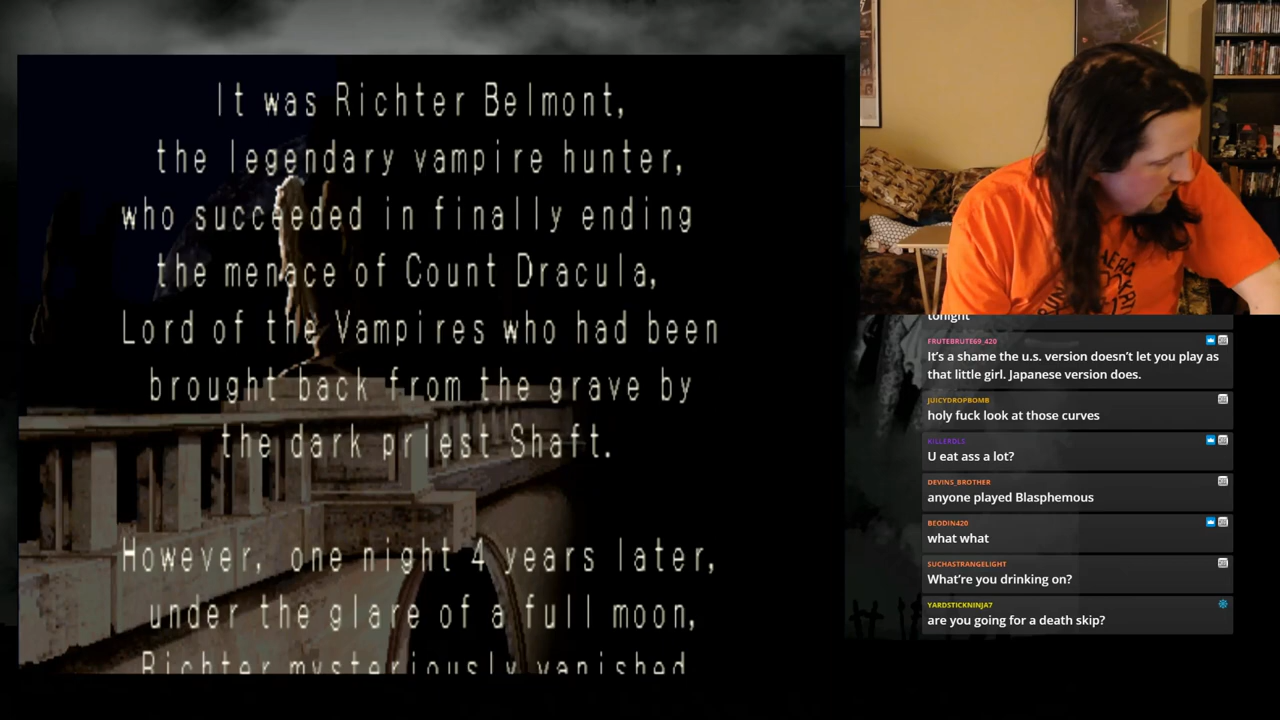 It was Richter Belmont,
the legendary vampire hunter,
who succeeded in finally ending
the menace of Count Dracula,
Lord of the Vampires who had been
brought back from the grave by
the dark priest Shaft.
However, one night 4 years later,
under the glare of a full moon,
Richter mysteriously vanished.
tonight
FRUTEBRUTE69_420
It's a shame the u.s. version doesn't let you play as
that little girl. Japanese version does.
JUICYDROPBOMB
holy fuck look at those curves
KILLERDLS
U eat ass a lot?
DEVINS_BROTHER
anyone played Blasphemous
BEODIN420
what what
SUCHASTRANGELIGHT
What're you drinking on?
YARDSTICKNINJA7
are you going for a death skip?